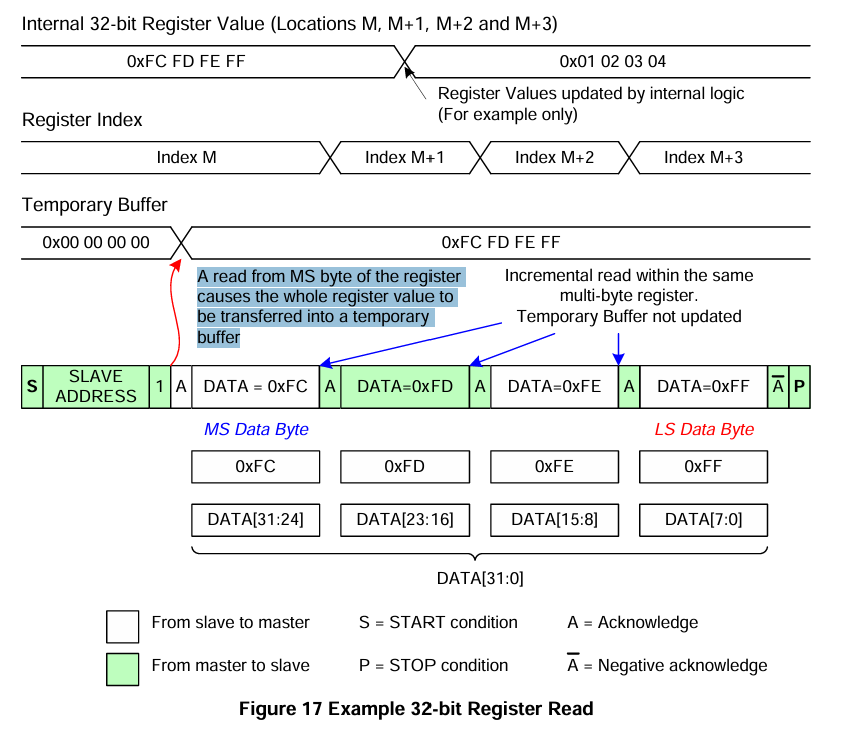 Internal 32-bit Register Value (Locations M, M+1, M+2 and M+3)
0xFC FD FE FF
0x01 02 03 04
Register Values updated by internal logic
(For example only)
Register Index
Index M
Index M+1
Index M+2
Index M+3
Temporary Buffer
0x00 00 00 00
0xFC FD FE FF
A read from MS byte of the register
causes the whole register value to
be transferred into a temporary
buffer
Incremental read within the same
multi-byte register.
Temporary Buffer not updated
S
SLAVE
ADDRESS
1
A
DATA = 0xFC
A
DATA=0xFD
A
DATA=0xFE
A
DATA=0xFF
A̅
P
MS Data Byte
LS Data Byte
0xFC
0xFD
0xFE
0xFF
DATA[31:24]
DATA[23:16]
DATA[15:8]
DATA[7:0]
DATA[31:0]
From slave to master
S = START condition
A = Acknowledge
From master to slave
P = STOP condition
A̅ = Negative acknowledge
Figure 17 Example 32-bit Register Read